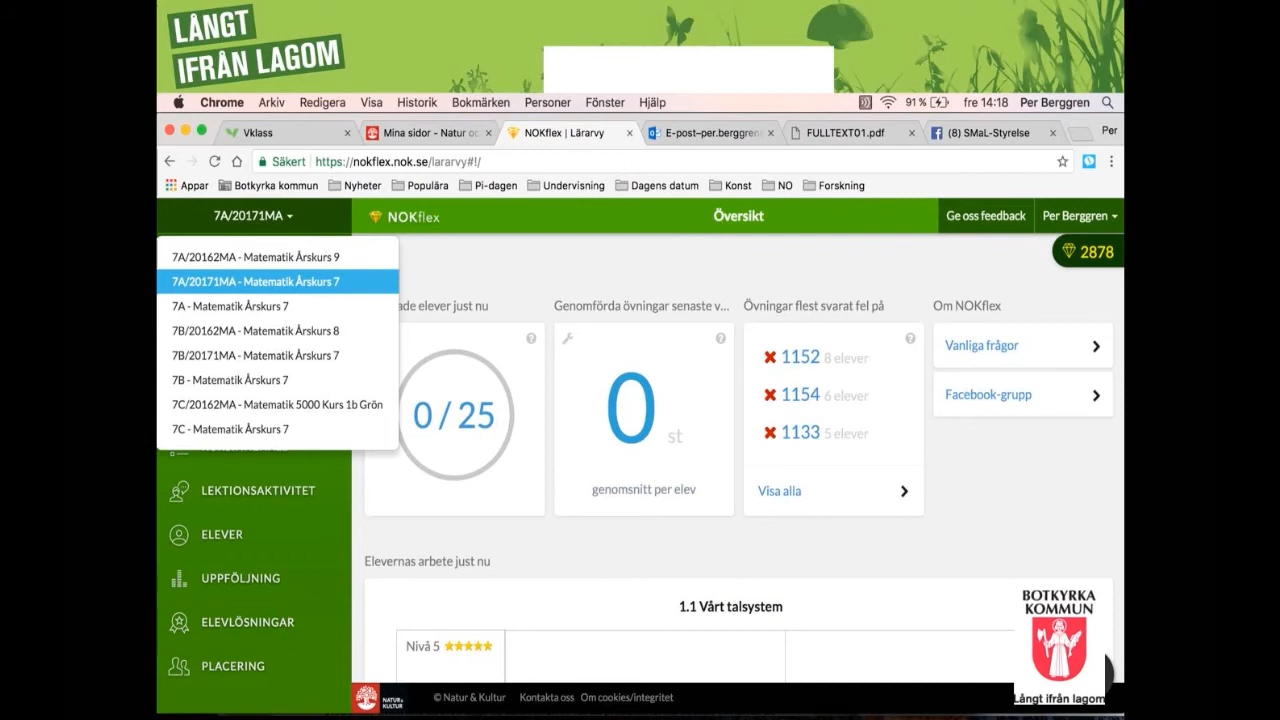 LÅNGT
IFRÅN LAGOM
Chrome Arkiv Redigera Visa Historik Bokmärken Personer Fönster Hjälp 91 % fre 14:18 Per Berggren
Vklass Mina sidor - Natur oc NOKflex | Lärarvy E-post–per.berggren FULLTEXT01.pdf (8) SMaL-Styrelse Per
Säkert https://nokflex.nok.se/lararvy#!/
Appar Botkyrka kommun Nyheter Populära Pi-dagen Undervisning Dagens datum Konst NO Forskning
7A/20171MA NOKflex Översikt Ge oss feedback Per Berggren
2878
7A/20162MA - Matematik Årskurs 9
7A/20171MA - Matematik Årskurs 7
7A - Matematik Årskurs 7
7B/20162MA - Matematik Årskurs 8
7B/20171MA - Matematik Årskurs 7
7B - Matematik Årskurs 7
7C/20162MA - Matematik 5000 Kurs 1b Grön
7C - Matematik Årskurs 7
ade elever just nu
0 / 25
Genomförda övningar senaste v...
0 st
genomsnitt per elev
Övningar flest svarat fel på
1152 8 elever
1154 6 elever
1133 5 elever
Visa alla
Om NOKflex
Vanliga frågor
Facebook-grupp
LEKTIONSAKTIVITET
ELEVER
UPPFÖLJNING
ELEVLÖSNINGAR
PLACERING
Elevernas arbete just nu
1.1 Vårt talsystem
Nivå 5
BOTKYRKA
KOMMUN
Långt ifrån lagom
NATUR &
KULTUR
© Natur & Kultur Kontakta oss Om cookies/integritet